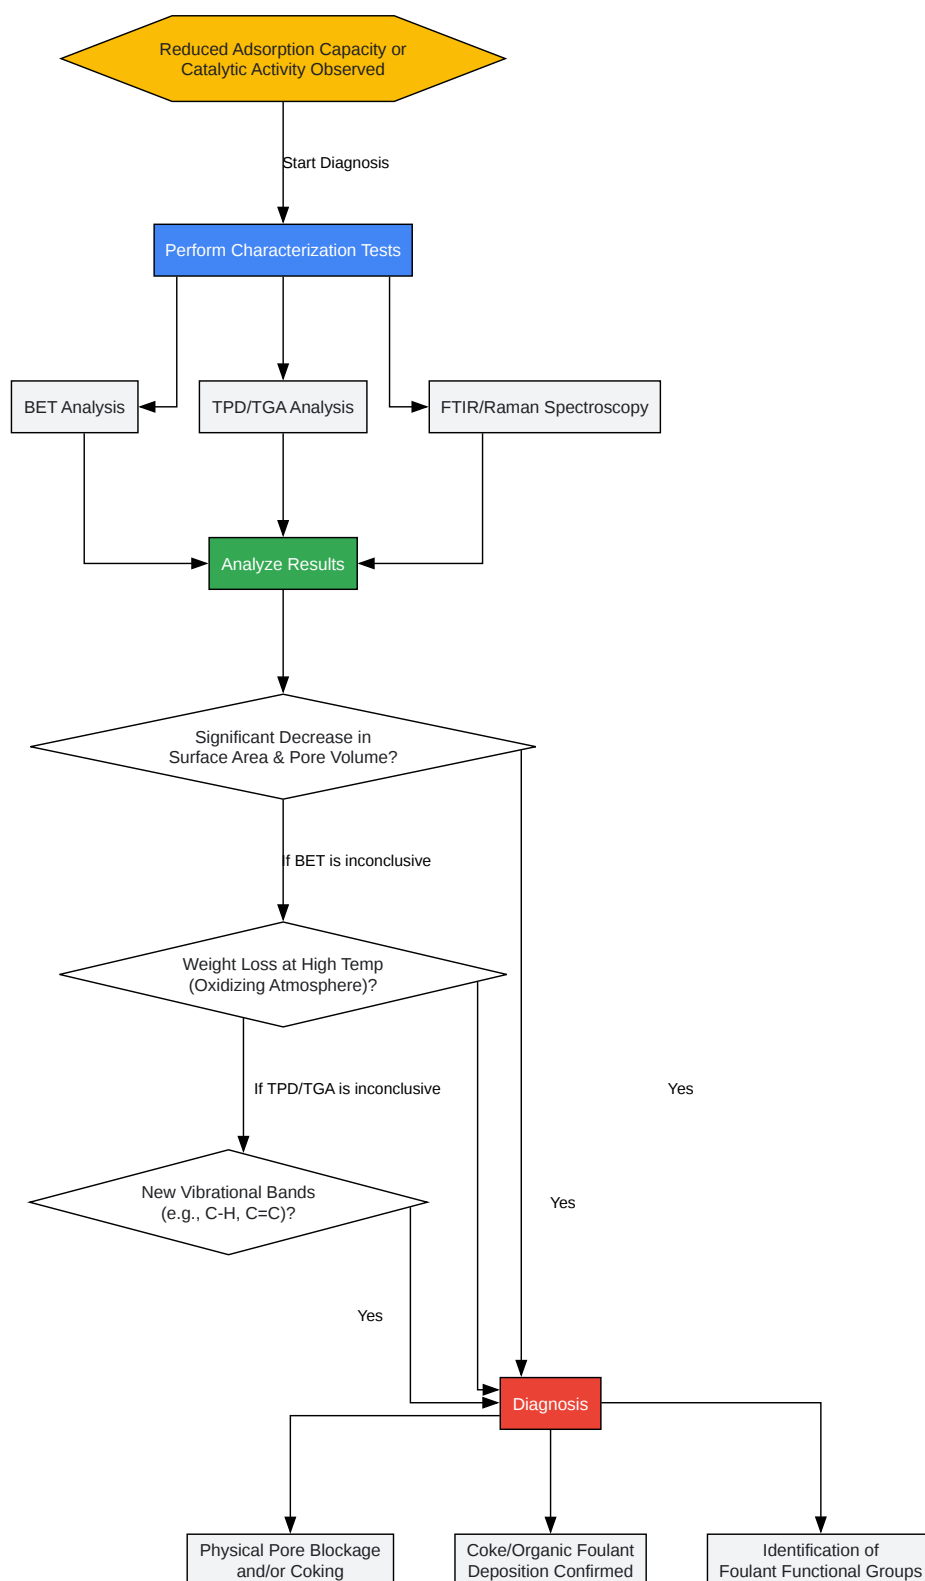 Reduced Adsorption Capacity or
Catalytic Activity Observed
Start Diagnosis
Perform Characterization Tests
BET Analysis
TPD/TGA Analysis
FTIR/Raman Spectroscopy
Analyze Results
Significant Decrease in
Surface Area & Pore Volume?
If BET is inconclusive
Weight Loss at High Temp
(Oxidizing Atmosphere)?
If TPD/TGA is inconclusive
Yes
New Vibrational Bands
(e.g., C-H, C=C)?
Yes
Yes
Diagnosis
Physical Pore Blockage
and/or Coking
Coke/Organic Foulant
Deposition Confirmed
Identification of
Foulant Functional Groups